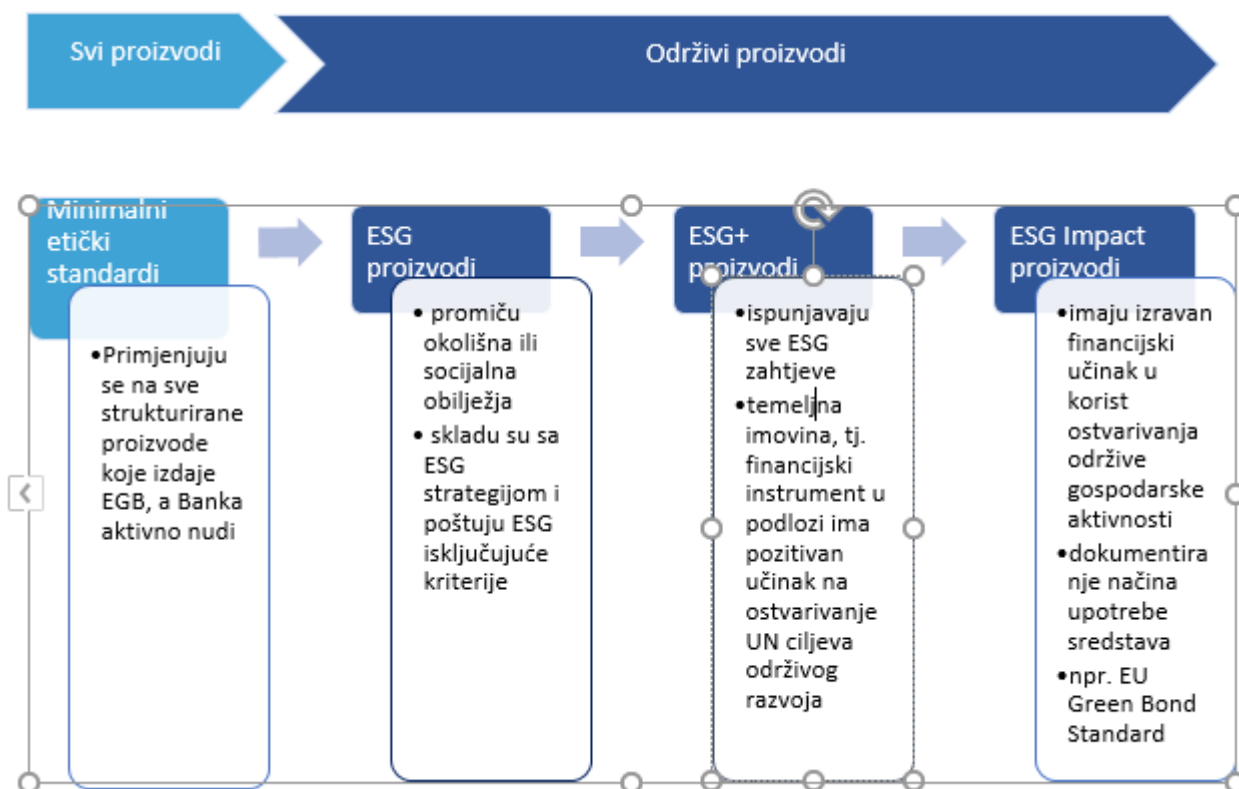 Svi proizvodi
Održivi proizvodi
Minimalni
etički
standardi
•Primjenjuju
se na sve
strukturirane
proizvode
koje izdaje
EGB, a Banka
aktivno nudi
ESG
proizvodi
• promiču
okolišna ili
socijalna
obilježja
• skladu su sa
ESG
strategijom i
poštuju ESG
isključujuće
kriterije
ESG+
proizvodi
•ispunjavaju
sve ESG
zahtjeve
•temeljna
imovina, tj.
financijski
instrument u
podlozi ima
pozitivan
učinak na
ostvarivanje
UN ciljeva
održivog
razvoja
ESG Impact
proizvodi
•imaju izravan
financijski
učinak u
korist
ostvarivanja
održive
gospodarske
aktivnosti
•dokumentira
nje načina
upotrebe
sredstava
•npr. EU
Green Bond
Standard